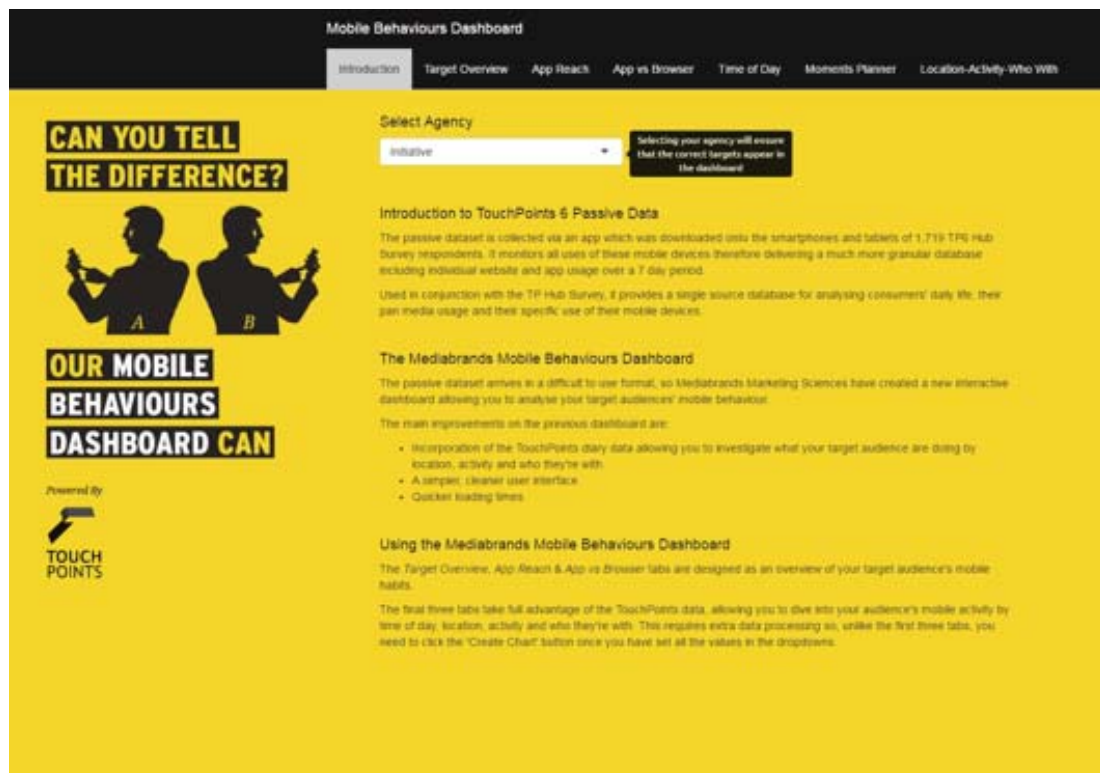 Mobile Behaviours Dashboard
Introduction Target Overview App Reach App vs Browser Time of Day Moments Planner Location-Activity-Who With
CAN YOU TELL
THE DIFFERENCE?
A B
OUR MOBILE
BEHAVIOURS
DASHBOARD CAN
Powered By
TOUCH
POINTS
Select Agency
Initiative
Selecting your agency will ensure
that the correct targets appear in
the dashboard
Introduction to TouchPoints 6 Passive Data
The passive dataset is collected via an app which was downloaded onto the smartphones and tablets of 1,719 TP6 Hub
Survey respondents. It monitors all uses of these mobile devices therefore delivering a much more granular database
including individual website and app usage over a 7 day period.
Used in conjunction with the TP Hub Survey, it provides a single source database for analysing consumers' daily life, their
pan media usage and their specific use of their mobile devices.
The Mediabrands Mobile Behaviours Dashboard
The passive dataset arrives in a difficult to use format, so Mediabrands Marketing Sciences have created a new interactive
dashboard allowing you to analyse your target audiences' mobile behaviour.
The main improvements on the previous dashboard are:
• Incorporation of the TouchPoints diary data allowing you to investigate what your target audience are doing by
location, activity and who they're with
• A simpler, cleaner user interface
• Quicker loading times
Using the Mediabrands Mobile Behaviours Dashboard
The Target Overview, App Reach & App vs Browser tabs are designed as an overview of your target audience's mobile
habits.
The final three tabs take full advantage of the TouchPoints data, allowing you to dive into your audience's mobile activity by
time of day, location, activity and who they're with. This requires extra data processing so, unlike the first three tabs, you
need to click the 'Create Chart' button once you have set all the values in the dropdowns.